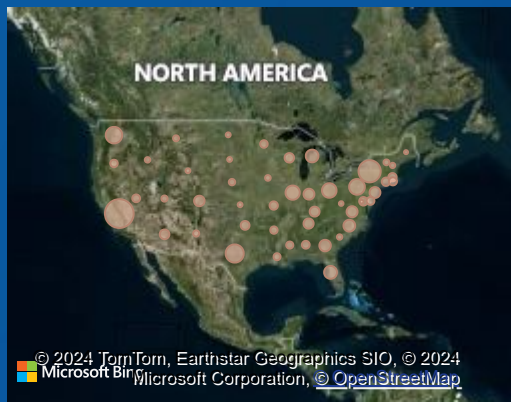 NORTH AMERICA
© 2024 TomTom, Earthstar Geographics SIO, © 2024
Microsoft Bing
Microsoft Corporation, © OpenStreetMap